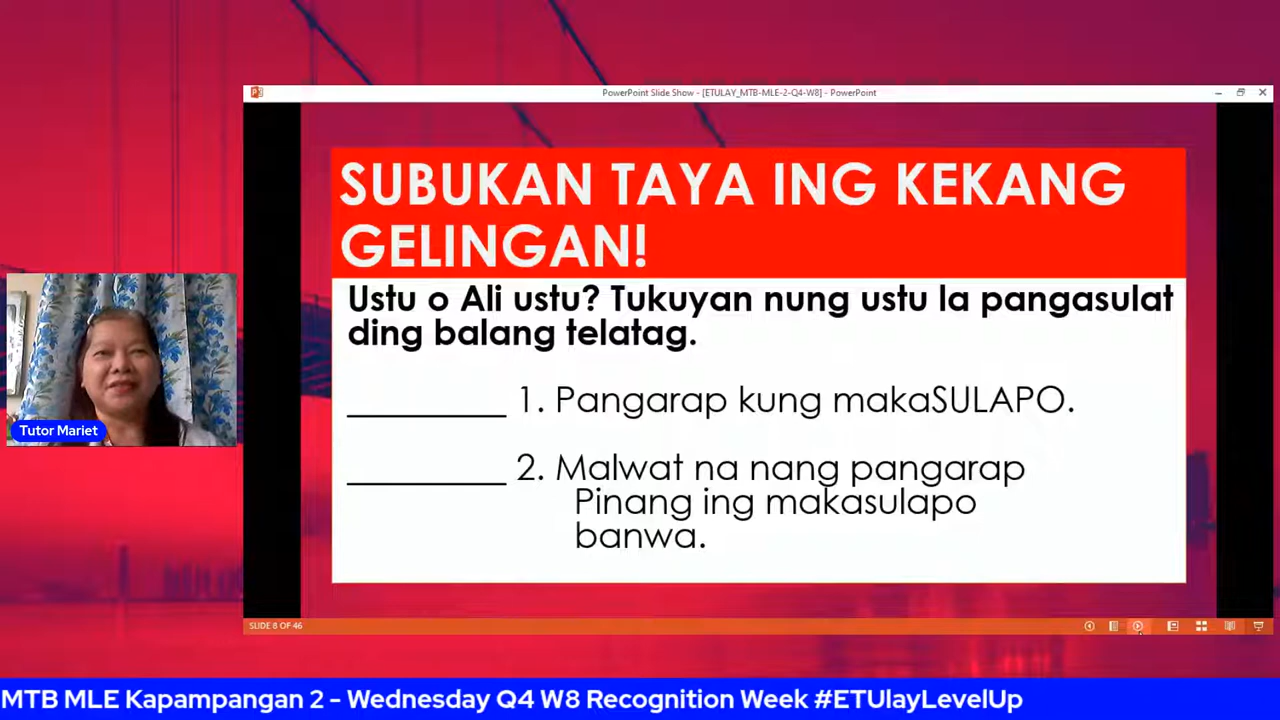 PowerPoint Slide Show - [ETULAY_MTB-MLE-2-Q4-W8] - PowerPoint
SUBUKAN TAYA ING KEKANG
GELINGAN!
Ustu o Ali ustu? Tukuyan nung ustu la pangasulat
ding balang telatag.
_________ 1. Pangarap kung makaSULAPO.
_________ 2. Malwat na nang pangarap
Pinang ing makasulapo
banwa.
Tutor Mariet
SLIDE 8 OF 46
MTB MLE Kapampangan 2 - Wednesday Q4 W8 Recognition Week #ETUlayLevelUp